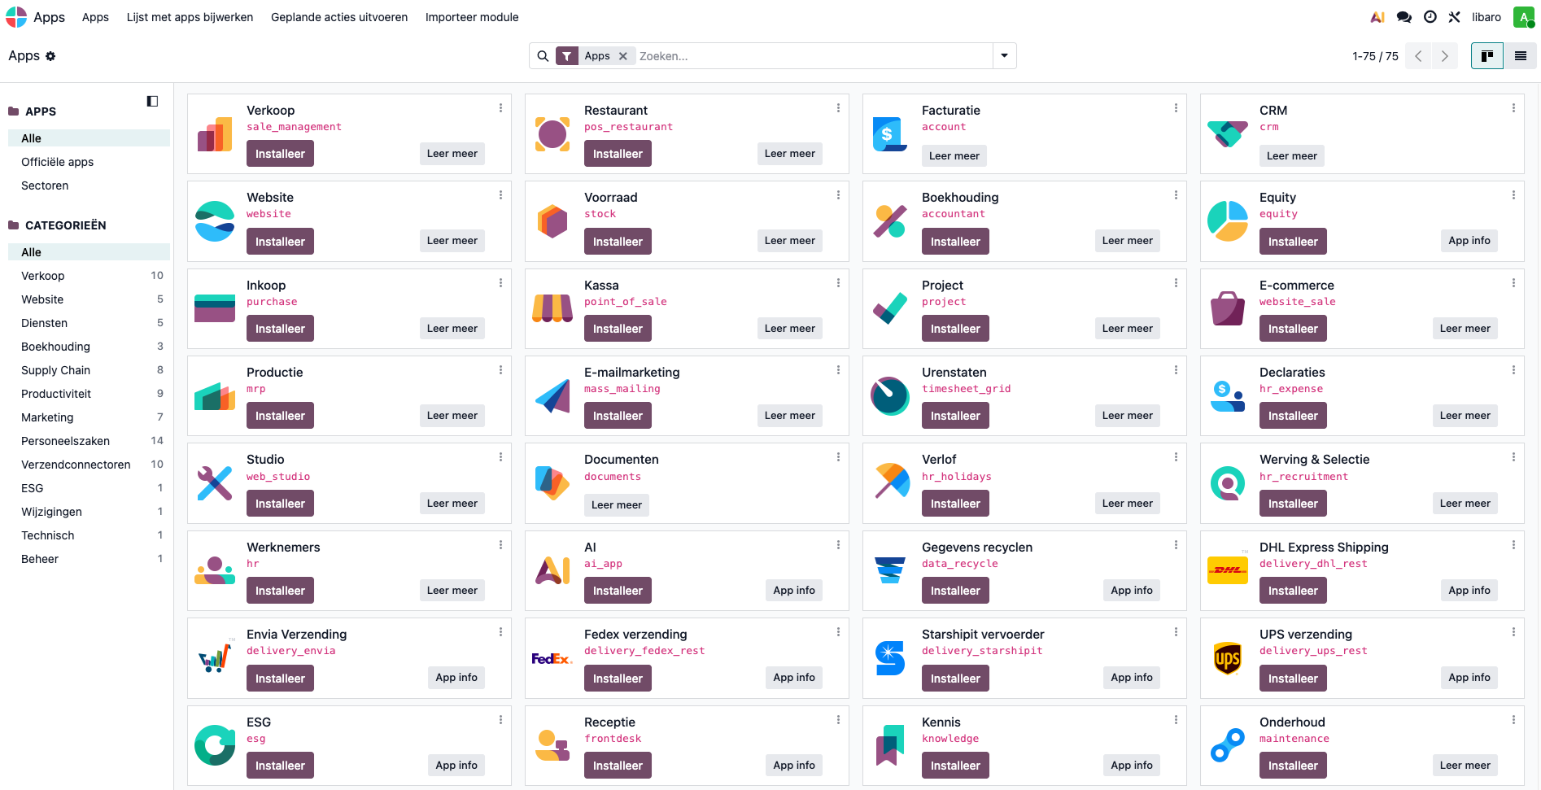 Apps Apps Lijst met apps bijwerken Geplande acties uitvoeren Importeer module AI libaro A
Apps Apps Zoeken... 1-75 / 75
APPS
Alle
Officiële apps
Sectoren
CATEGORIEËN
Alle
Verkoop 10
Website 5
Diensten 5
Boekhouding 3
Supply Chain 8
Productiviteit 9
Marketing 7
Personeelszaken 14
Verzendconnectoren 10
ESG 1
Wijzigingen 1
Technisch 1
Beheer 1
Verkoop
sale_management
Installeer Leer meer
Restaurant
pos_restaurant
Installeer Leer meer
$
Facturatie
account
Leer meer
CRM
crm
Leer meer
Website
website
Installeer Leer meer
Voorraad
stock
Installeer Leer meer
Boekhouding
accountant
Installeer Leer meer
Equity
equity
Installeer App info
Inkoop
purchase
Installeer Leer meer
Kassa
point_of_sale
Installeer Leer meer
Project
project
Installeer Leer meer
E-commerce
website_sale
Installeer Leer meer
Productie
mrp
Installeer Leer meer
E-mailmarketing
mass_mailing
Installeer Leer meer
Urenstaten
timesheet_grid
Installeer Leer meer
$
Declaraties
hr_expense
Installeer Leer meer
Studio
web_studio
Installeer Leer meer
Documenten
documents
Leer meer
Verlof
hr_holidays
Installeer Leer meer
Werving & Selectie
hr_recruitment
Installeer Leer meer
Werknemers
hr
Installeer Leer meer
AI
AI
ai_app
Installeer App info
Gegevens recyclen
data_recycle
Installeer App info
DHL
DHL Express Shipping
delivery_dhl_rest
Installeer App info
Envia Verzending
delivery_envia
Installeer App info
FedEx
Fedex verzending
delivery_fedex_rest
Installeer App info
Starshipit vervoerder
delivery_starshipit
Installeer App info
ups
UPS verzending
delivery_ups_rest
Installeer App info
ESG
esg
Installeer App info
Receptie
frontdesk
Installeer App info
Kennis
knowledge
Installeer App info
Onderhoud
maintenance
Installeer Leer meer